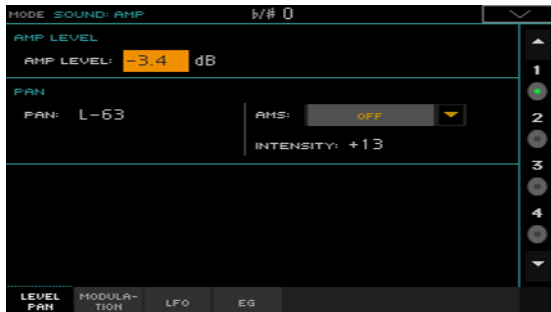 MODE SOUND: AMP ♭/# 0
AMP LEVEL
AMP LEVEL: -3.4 dB
PAN
PAN: L-63 AMS: OFF
INTENSITY: +13
1
2
3
4
LEVEL PAN MODULA-TION LFO EG